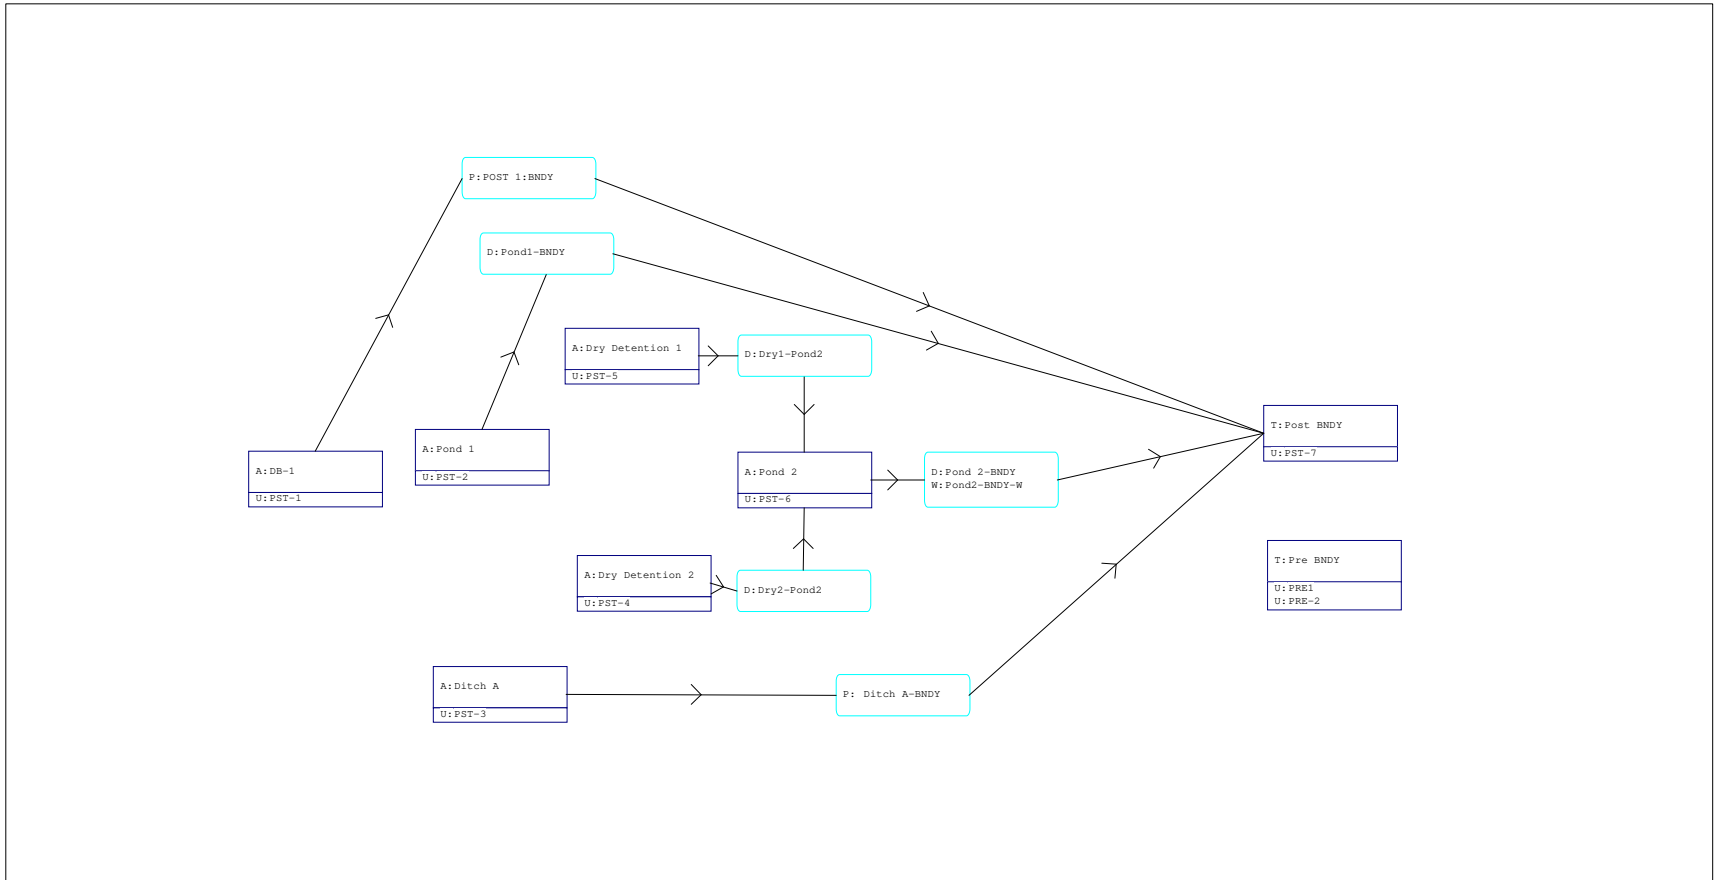 P:POST 1:BNDY
D:Pond1-BNDY
A:Dry Detention 1
U:PST-5
D:Dry1-Pond2
T:Post BNDY
U:PST-7
A:Pond 1
U:PST-2
A:DB-1
U:PST-1
A:Pond 2
U:PST-6
D:Pond 2-BNDY
W:Pond2-BNDY-W
A:Dry Detention 2
U:PST-4
D:Dry2-Pond2
T:Pre BNDY
U:PRE1
U:PRE-2
A:Ditch A
U:PST-3
P: Ditch A-BNDY